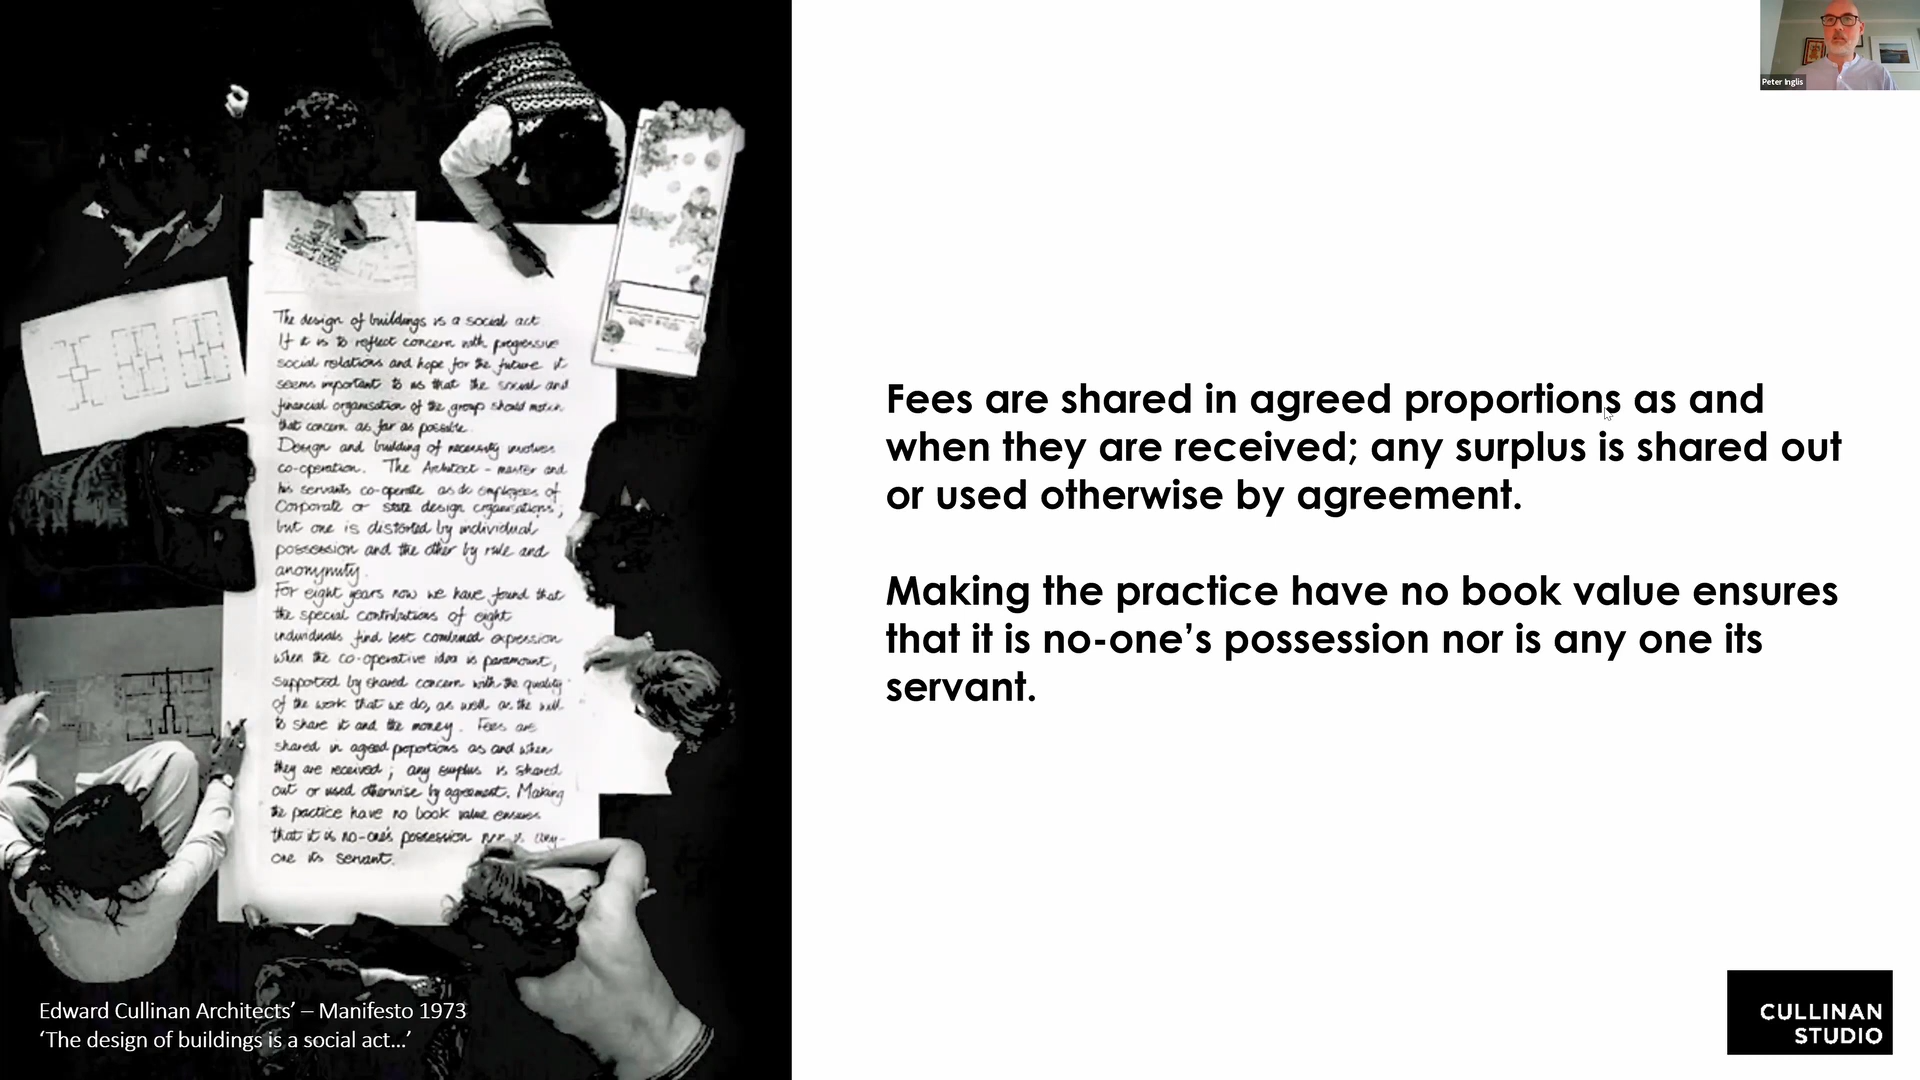 The design of buildings is a social act
If it is to reflect concern with progressive
social relations and hope for the future it
seems important to us that the social and
financial organisation of the group should match
that concern as far as possible.
Design and building of necessity involves
co-operation. The Architect - master and
his servants co-operate as do employees of
Corporate or state design organisations;
but one is distorted by individual
possession and the other by rule and
anonymity.
For eight years now we have found that
the special contributions of eight
individuals find best combined expression
when the co-operative idea is paramount,
supported by shared concern with the quality
of the work that we do, as well as the will
to share it and the money. Fees are
shared in agreed proportions as and when
they are received; any surplus is shared
out or used otherwise by agreement. Making
the practice have no book value ensures
that it is no-one's possession nor is any-
one its servant.
Edward Cullinan Architects’ – Manifesto 1973
‘The design of buildings is a social act…’
Fees are shared in agreed proportions as and
when they are received; any surplus is shared out
or used otherwise by agreement.
Making the practice have no book value ensures
that it is no-one’s possession nor is any one its
servant.
Peter Inglis
CULLINAN
STUDIO